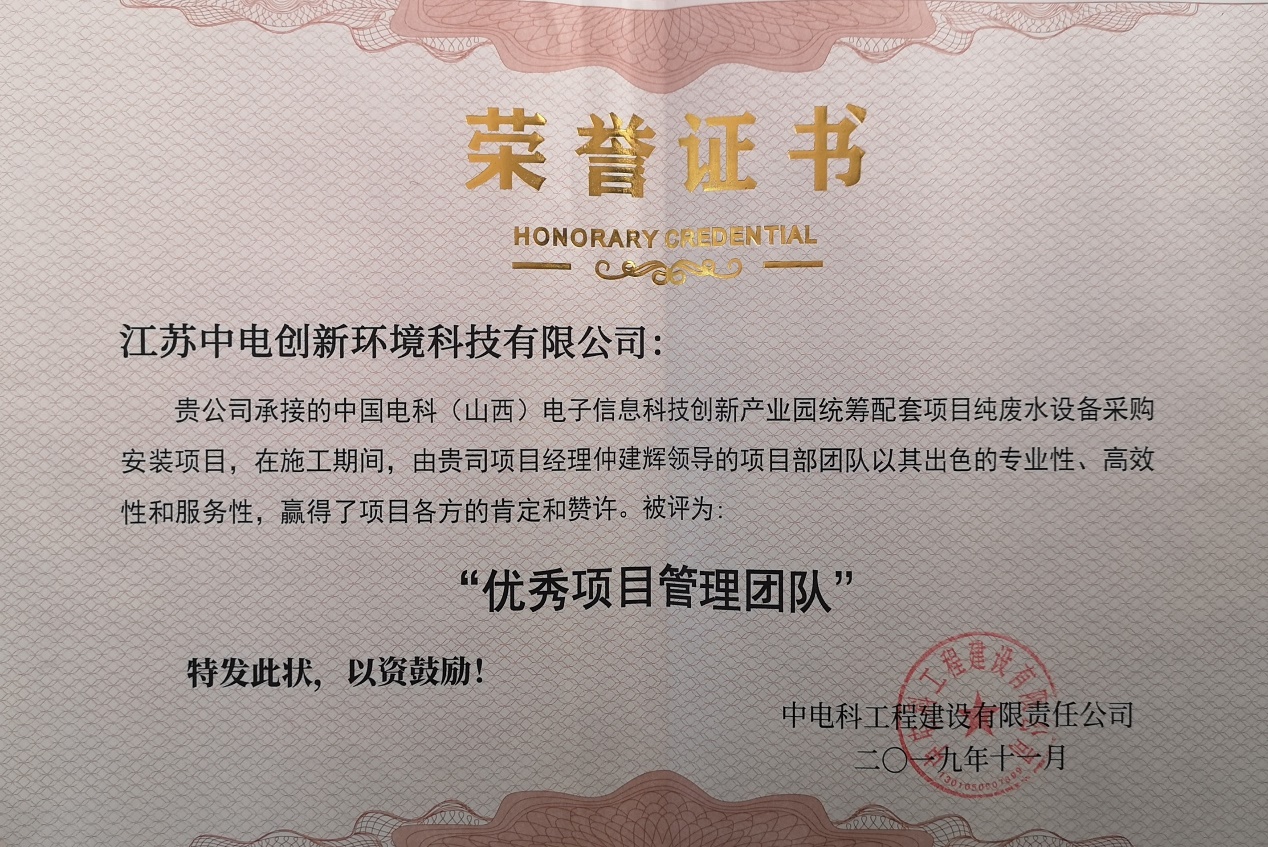 荣誉证书
HONORARY CREDENTIAL
江苏中电创新环境科技有限公司：
贵公司承接的中国电科（山西）电子信息科技创新产业园统筹配套项目纯废水设备采购
安装项目，在施工期间，由贵司项目经理仲建辉领导的项目部团队以其出色的专业性、高效
性和服务性，赢得了项目各方的肯定和赞许。被评为：
“优秀项目管理团队”
特发此状，以资鼓励！
中电科工程建设有限责任公司
二〇一九年十一月